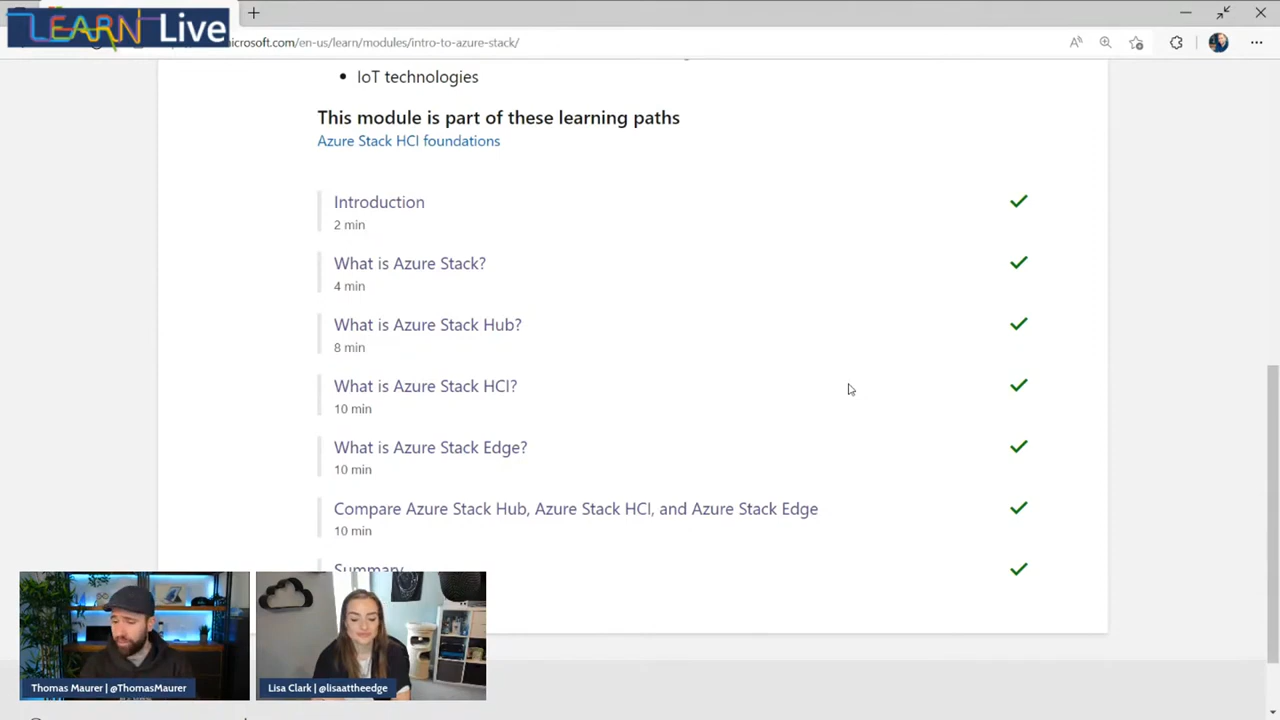 LEARN Live
microsoft.com/en-us/learn/modules/intro-to-azure-stack/
IoT technologies
This module is part of these learning paths
Azure Stack HCI foundations
Introduction
2 min
What is Azure Stack?
4 min
What is Azure Stack Hub?
8 min
What is Azure Stack HCI?
10 min
What is Azure Stack Edge?
10 min
Compare Azure Stack Hub, Azure Stack HCI, and Azure Stack Edge
10 min
Summary
Thomas Maurer | @ThomasMaurer
Lisa Clark | @lisaattheedge